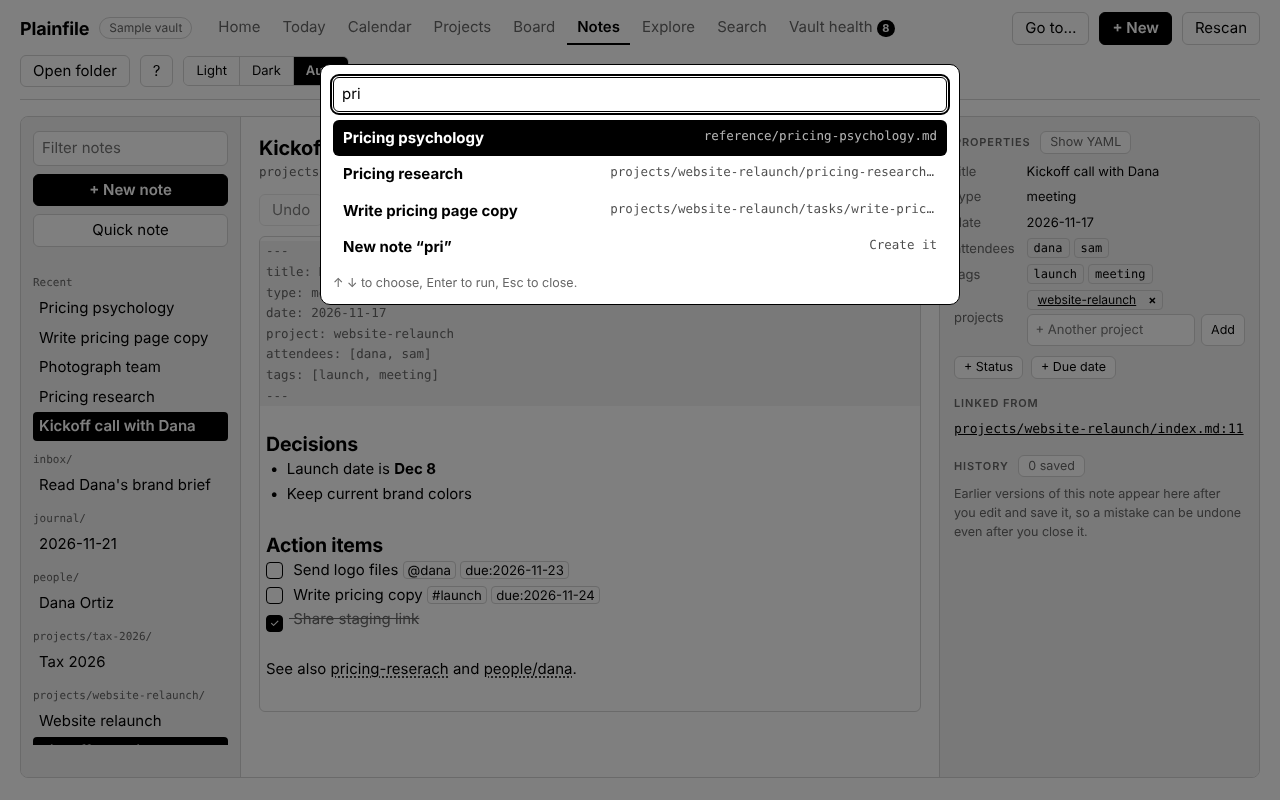 Plainfile Sample vault Home Today Calendar Projects Board Notes Explore Search Vault health 8 Go to... + New Rescan
Open folder ? Light Dark
pri
Pricing psychology reference/pricing-psychology.md
Pricing research projects/website-relaunch/pricing-research…
Write pricing page copy projects/website-relaunch/tasks/write-pric…
New note “pri” Create it
↑ ↓ to choose, Enter to run, Esc to close.
Filter notes
+ New note
Quick note
Recent
Pricing psychology
Write pricing page copy
Photograph team
Pricing research
Kickoff call with Dana
inbox/
Read Dana's brand brief
journal/
2026-11-21
people/
Dana Ortiz
projects/tax-2026/
Tax 2026
projects/website-relaunch/
Website relaunch
Kickof
projects
Undo
---
title:
type:
date: 2026-11-17
project: website-relaunch
attendees: [dana, sam]
tags: [launch, meeting]
---
Decisions
• Launch date is Dec 8
• Keep current brand colors
Action items
Send logo files @dana due:2026-11-23
Write pricing copy #launch due:2026-11-24
Share staging link
See also pricing-reserach and people/dana.
PROPERTIES Show YAML
title Kickoff call with Dana
type meeting
date 2026-11-17
attendees dana sam
tags launch meeting
website-relaunch ×
projects
+ Another project Add
+ Status + Due date
LINKED FROM
projects/website-relaunch/index.md:11
HISTORY 0 saved
Earlier versions of this note appear here after
you edit and save it, so a mistake can be undone
even after you close it.